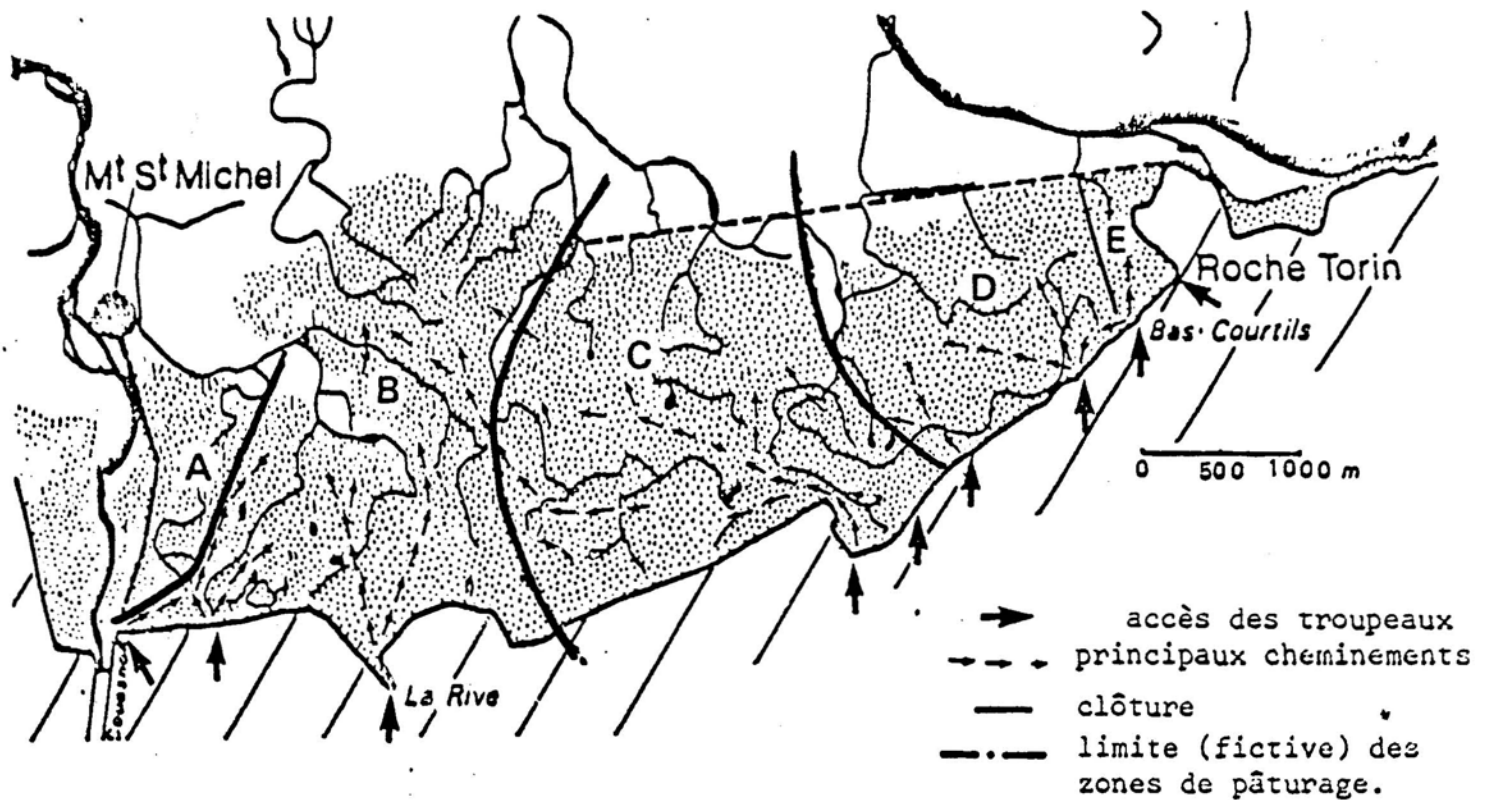 Mt St Michel
A
B
C
D
E
Roche Torin
Bas-Courtils
0 500 1000 m
La Rive
accès des troupeaux
principaux cheminements
clôture
limite (fictive) des
zones de pâturage.